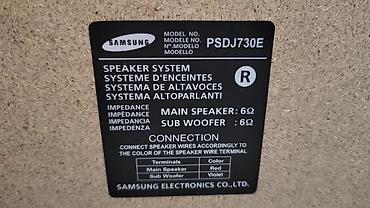 SAMSUNG
MODEL NO.
MODELE NO.
Nº.MODELO
MODELLO
PSDJ730E
SPEAKER SYSTEM
SYSTEME D'ENCEINTES
SYSTEMA DE ALTAVOCES
SYSTEMA ALTOPARLANTI
R
IMPEDANCE
IMPÉDANCE
IMPEDANCIA
IMPEDENZA
MAIN SPEAKER: 6Ω
SUB WOOFER : 6Ω
CONNECTION
CONNECT SPEAKER WIRES ACCORDINGLY TO
THE COLOR OF THE SPEAKER WIRE TERMINAL
Terminals Color
Main Speaker Red
Sub Woofer Violet
SAMSUNG ELECTRONICS CO.,LTD.